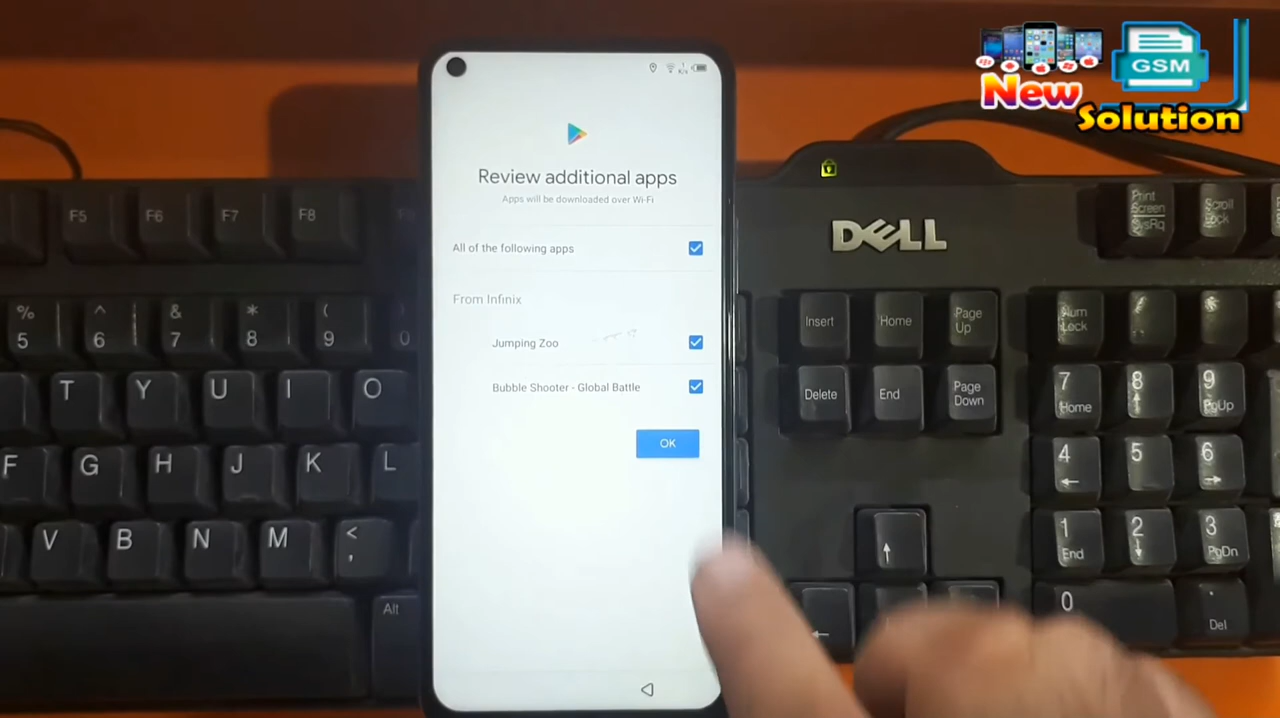 New
GSM
Solution
Review additional apps
Apps will be downloaded over Wi-Fi
All of the following apps
From Infinix
Jumping Zoo
Bubble Shooter - Global Battle
OK
DELL
F5
F6
F7
F8
%
5
^
6
&
7
*
8
(
9
0
T
Y
U
I
O
F
G
H
J
K
L
V
B
N
M
<
,
Alt
Print
Screen
SysRq
Scroll
Lock
Insert
Home
Page
Up
Num
Lock
Delete
End
Page
Down
7
Home
8
9
PgUp
4
5
6
1
End
2
3
PgDn
0
.
Del